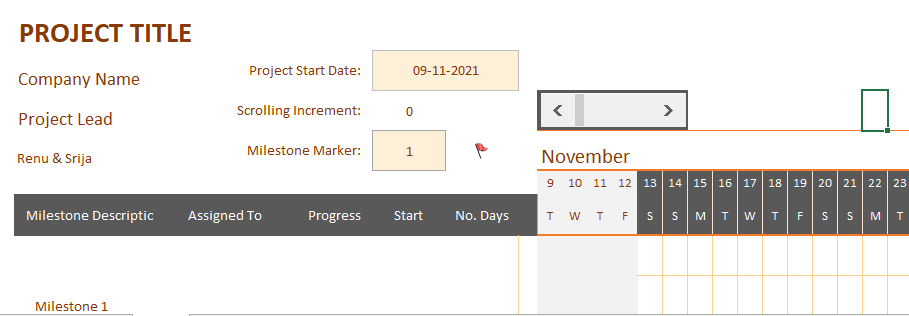 PROJECT TITLE
Company Name
Project Lead
Renu & Srija
Project Start Date: 09-11-2021
Scrolling Increment: 0
Milestone Marker: 1
November
9 10 11 12 13 14 15 16 17 18 19 20 21 22 23
Milestone Descriptic Assigned To Progress Start No. Days T W T F S S M T W T F S S M T
Milestone 1